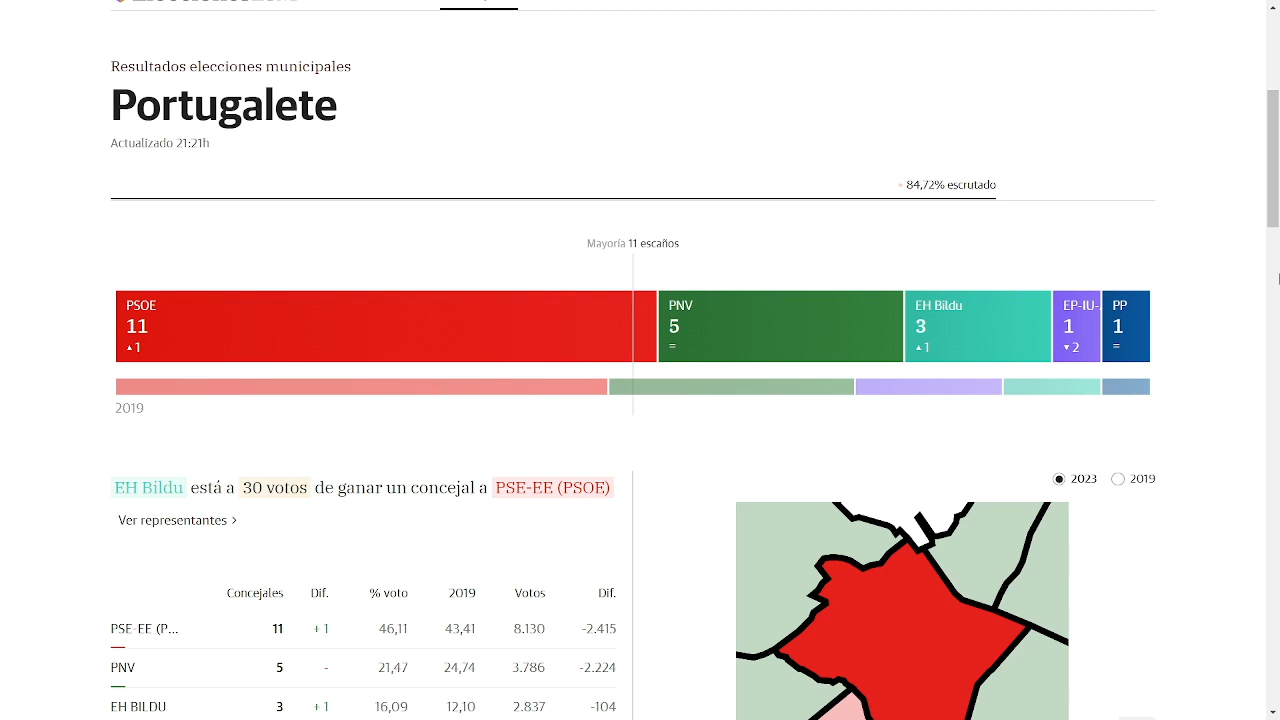 Resultados elecciones municipales
Portugalete
Actualizado 21:21h
84,72% escrutado
Mayoría 11 escaños
PSOE PNV EH Bildu EP-IU-. PP
11 5 3 1 1
▲1 = ▲1 ▼2 =
2019
EH Bildu está a 30 votos de ganar un concejal a PSE-EE (PSOE)
2023 2019
Ver representantes >
Concejales Dif. % voto 2019 Votos Dif.
PSE-EE (P... 11 +1 46,11 43,41 8.130 -2.415
PNV 5 - 21,47 24,74 3.786 -2.224
EH BILDU 3 +1 16,09 12,10 2.837 -104